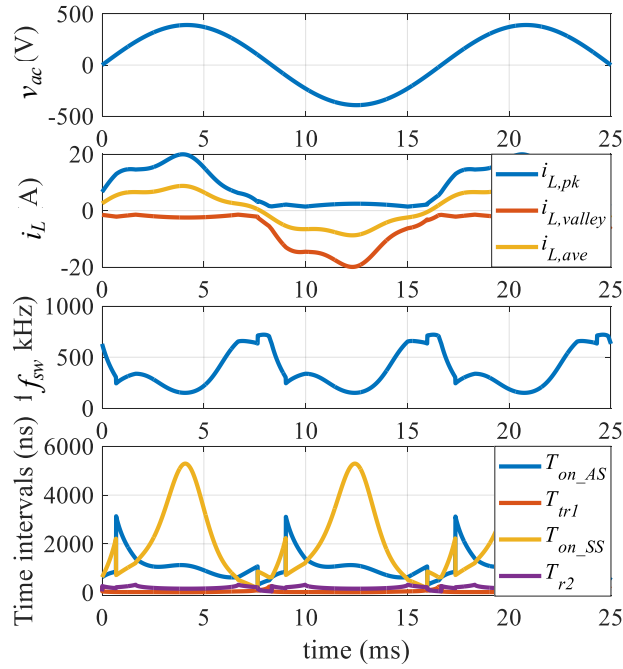 500
0
-500
v_ac (V)
0 5 10 15 20 25
20
0
-20
i_L (A)
i_L,pk
i_L,valley
i_L,ave
0 5 10 15 20 25
1000
500
0
f_sw kHz)
0 5 10 15 20 25
6000
4000
2000
0
Time intervals (ns)
T_on_AS
T_tr1
T_on_SS
T_r2
0 5 10 15 20 25
time (ms)